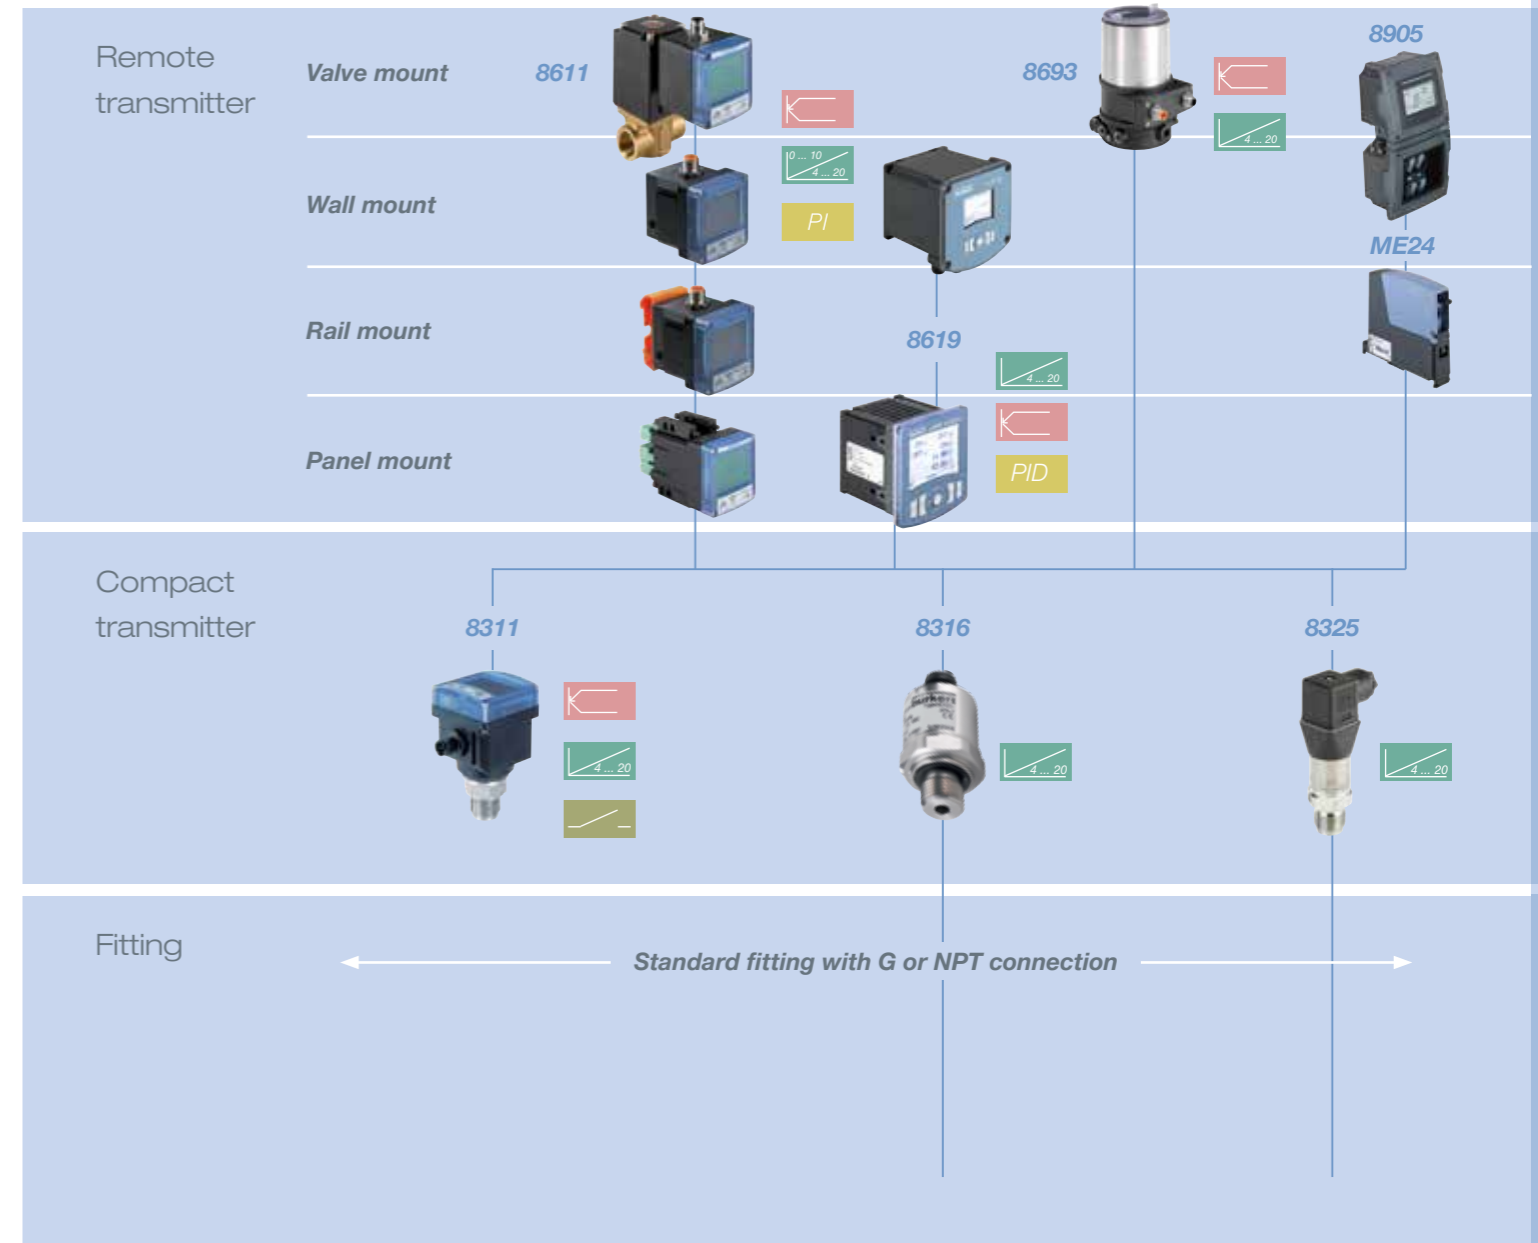 Remote
transmitter
Valve mount
8611
8693
8905
4 ... 20
0 ... 10
4 ... 20
Wall mount
PI
ME24
Rail mount
8619
4 ... 20
Panel mount
PID
Compact
transmitter
8311
8316
8325
burkert
4 ... 20
4 ... 20
4 ... 20
Fitting
Standard fitting with G or NPT connection